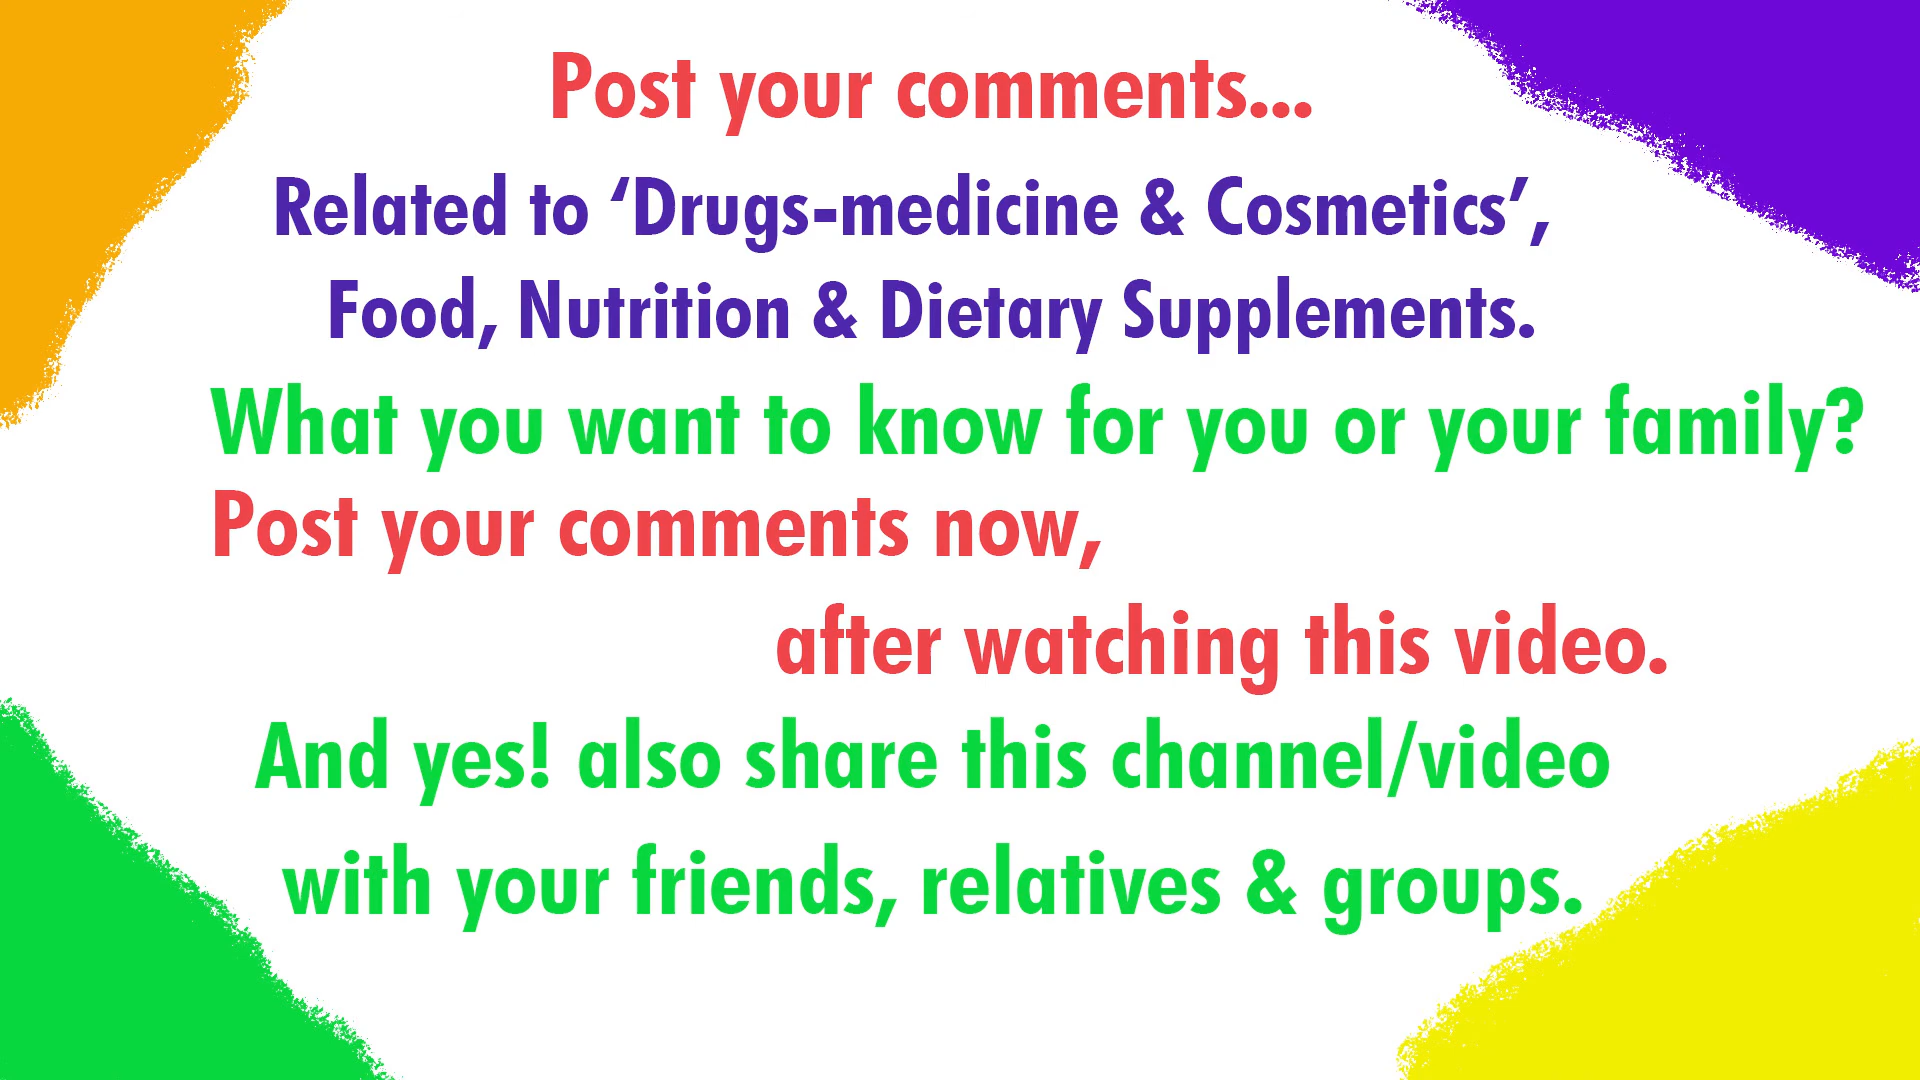 Post your comments...
Related to ‘Drugs-medicine & Cosmetics’,
Food, Nutrition & Dietary Supplements.
What you want to know for you or your family?
Post your comments now,
after watching this video.
And yes! also share this channel/video
with your friends, relatives & groups.